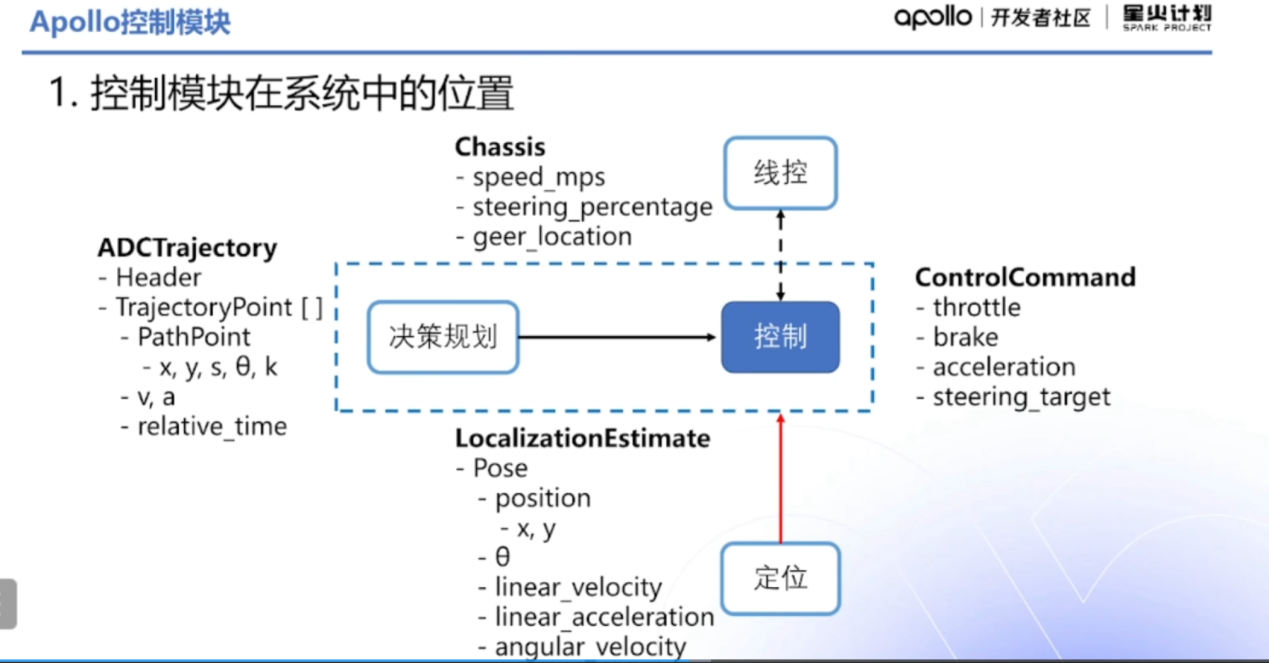 Apollo控制模块
apollo | 开发者社区 | 星火计划
SPARK PROJECT
1. 控制模块在系统中的位置
Chassis
- speed_mps
- steering_percentage
- geer_location
线控
ADCTrajectory
- Header
- TrajectoryPoint [ ]
- PathPoint
- x, y, s, θ, k
- v, a
- relative_time
决策规划
控制
ControlCommand
- throttle
- brake
- acceleration
- steering_target
LocalizationEstimate
- Pose
- position
- x, y
- θ
- linear_velocity
- linear_acceleration
- angular_velocity
定位